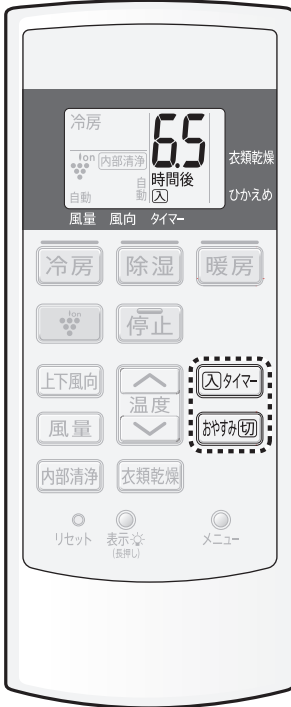 冷房
6.5
ion 内部清浄 衣類乾燥
自動 時間後
自動 入 ひかえめ
風量 風向 タイマー
冷房 除湿 暖房
ion 停止
上下風向 温度 入タイマー
風量 おやすみ切
内部清浄 衣類乾燥
リセット 表示 メニュー
(長押し)